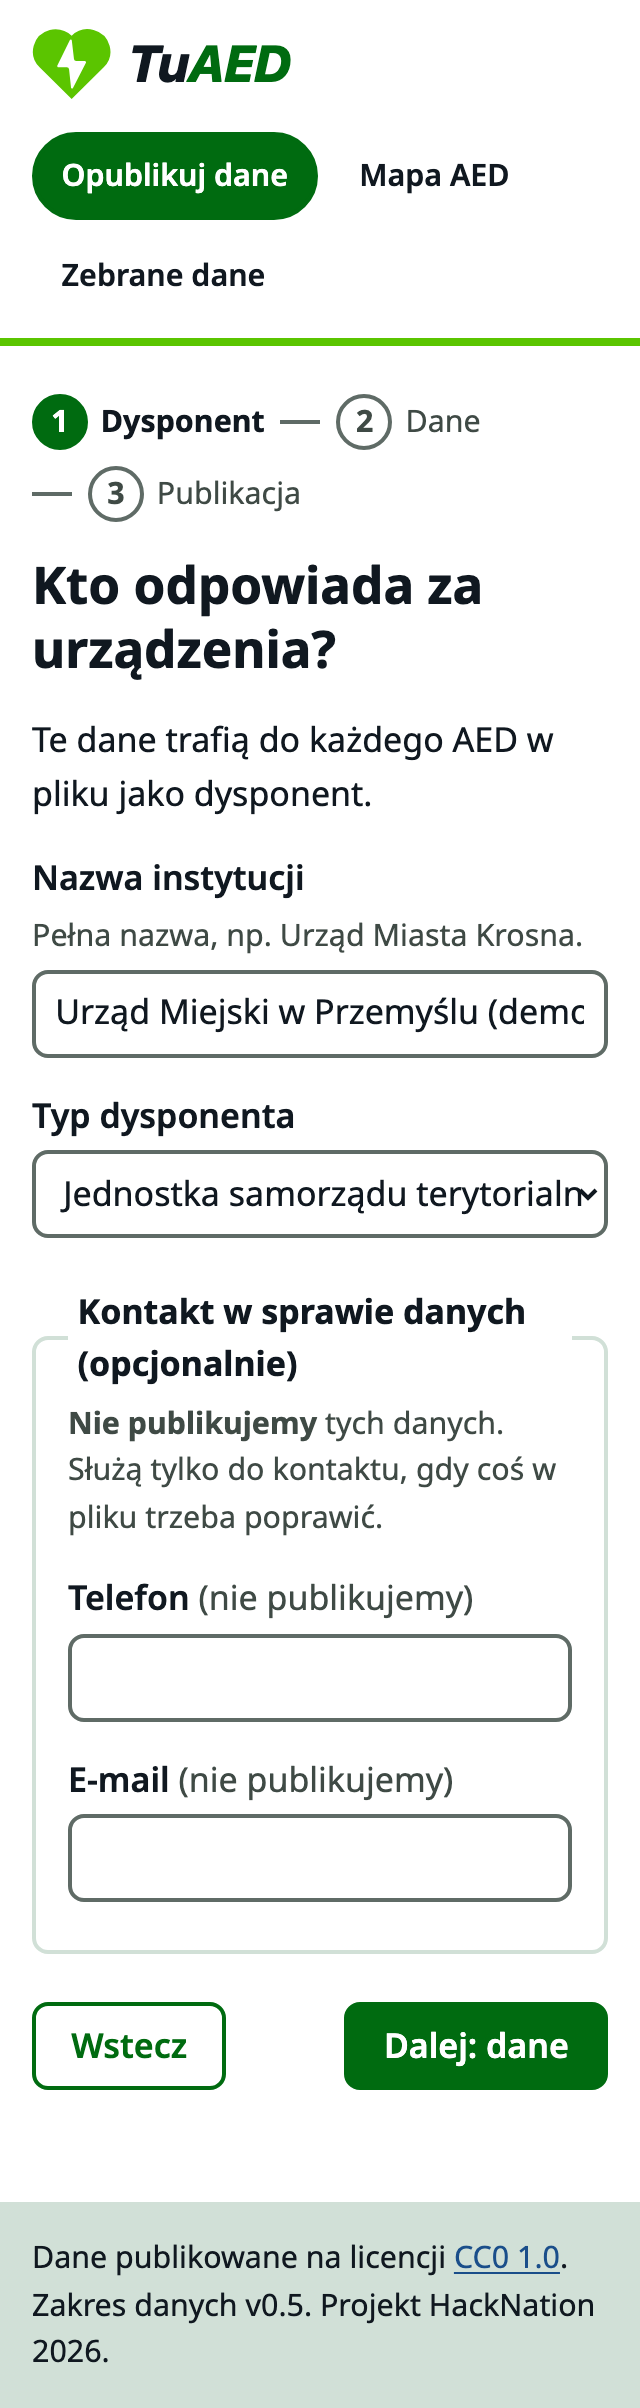 TuAED
Opublikuj dane
Mapa AED
Zebrane dane
1 Dysponent — 2 Dane
— 3 Publikacja
Kto odpowiada za
urządzenia?
Te dane trafią do każdego AED w
pliku jako dysponent.
Nazwa instytucji
Pełna nazwa, np. Urząd Miasta Krosna.
Urząd Miejski w Przemyślu (demo
Typ dysponenta
Jednostka samorządu terytorialn
Kontakt w sprawie danych
(opcjonalnie)
Nie publikujemy tych danych.
Służą tylko do kontaktu, gdy coś w
pliku trzeba poprawić.
Telefon (nie publikujemy)
E-mail (nie publikujemy)
Wstecz
Dalej: dane
Dane publikowane na licencji CC0 1.0.
Zakres danych v0.5. Projekt HackNation
2026.